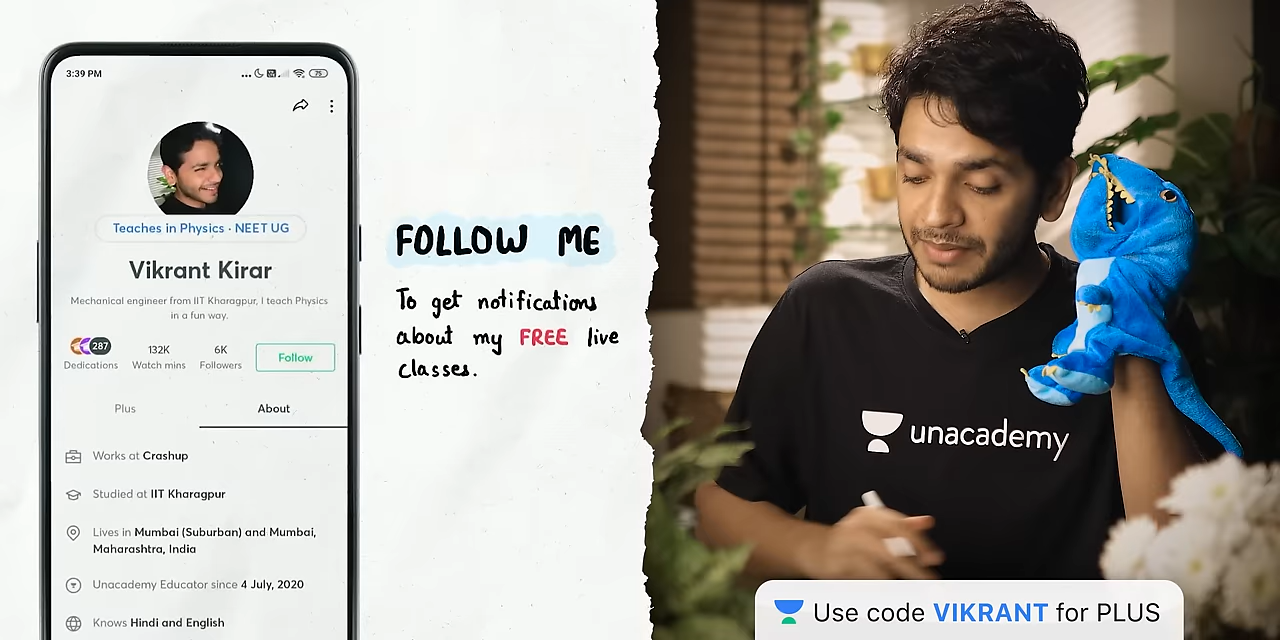 3:39 PM
75
Teaches in Physics · NEET UG
Vikrant Kirar
Mechanical engineer from IIT Kharagpur, I teach Physics
in a fun way.
287
132K
6K
Follow
Dedications
Watch mins
Followers
Plus
About
Works at Crashup
Studied at IIT Kharagpur
Lives in Mumbai (Suburban) and Mumbai,
Maharashtra, India
Unacademy Educator since 4 July, 2020
Knows Hindi and English
FOLLOW ME
To get notifications
about my FREE live
classes.
unacademy
Use code VIKRANT for PLUS